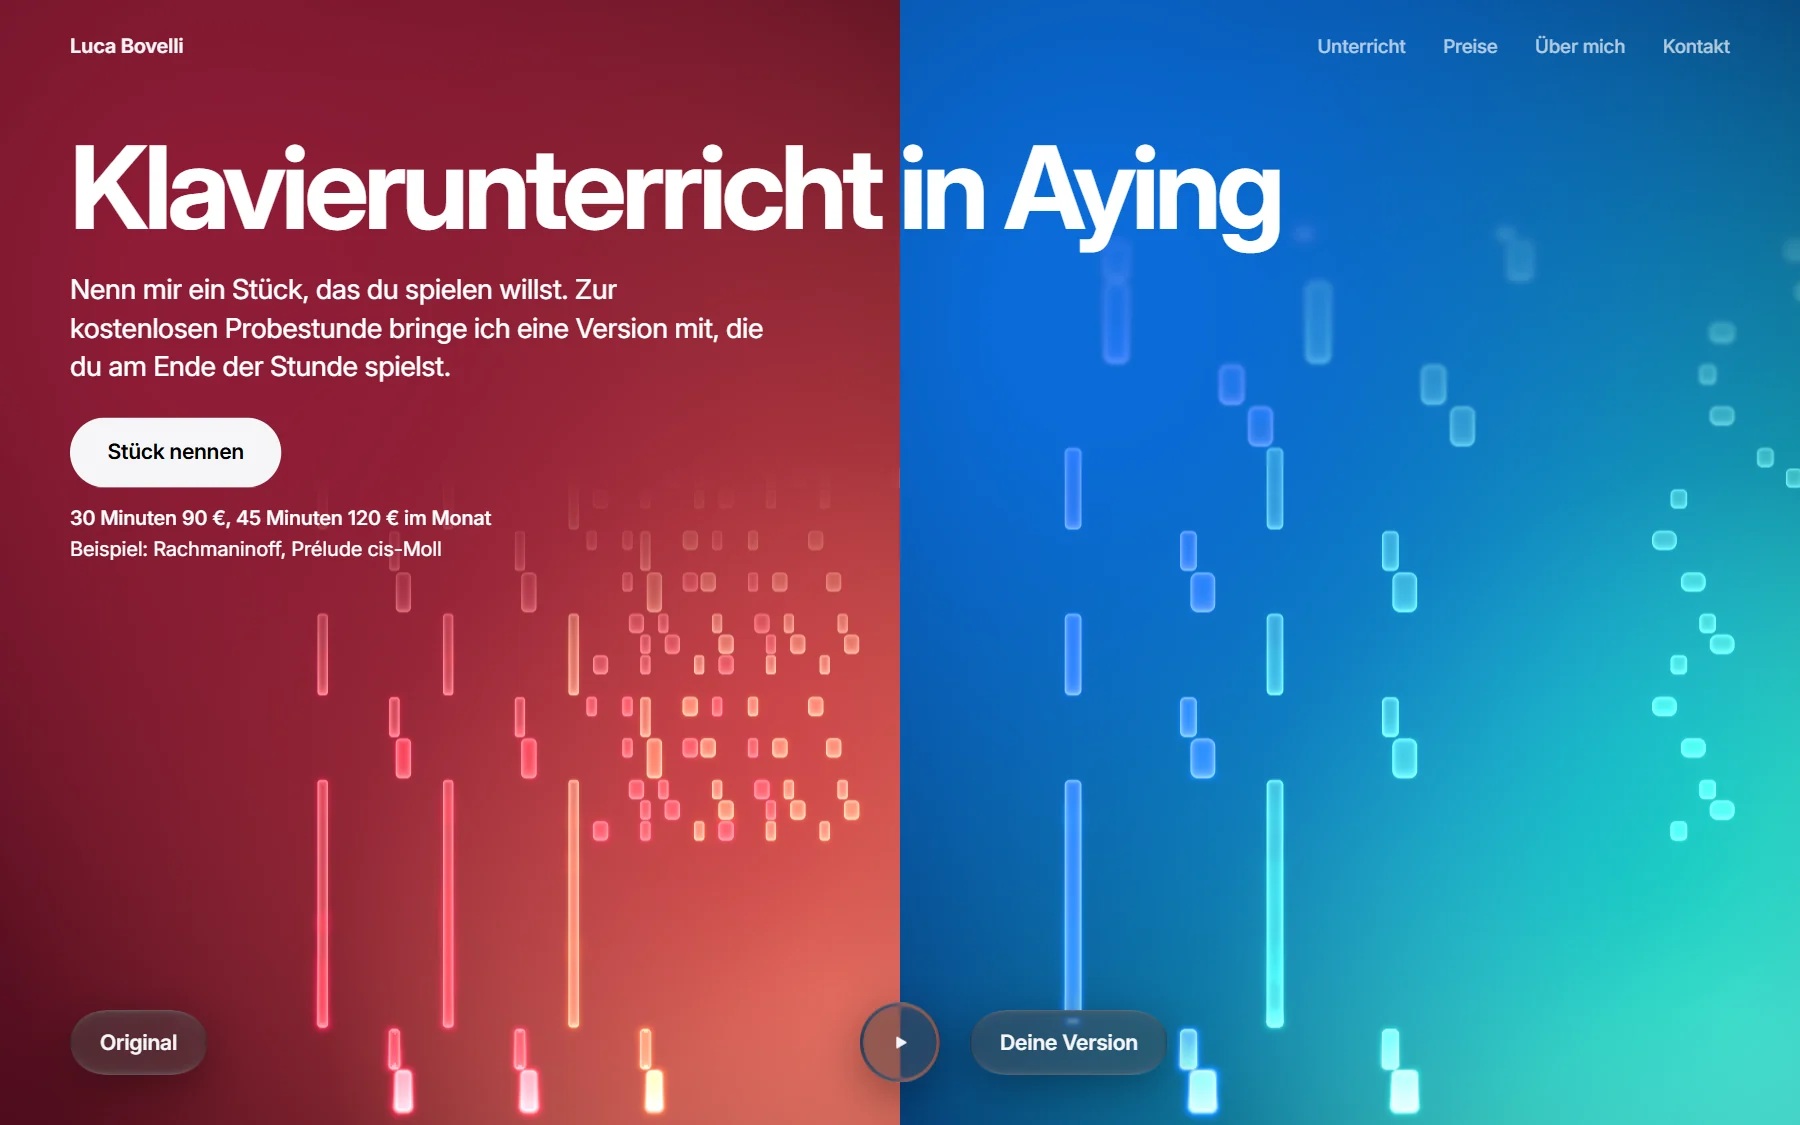 Luca Bovelli
Unterricht Preise Über mich Kontakt
Klavierunterricht in Aying
Nenn mir ein Stück, das du spielen willst. Zur
kostenlosen Probestunde bringe ich eine Version mit, die
du am Ende der Stunde spielst.
Stück nennen
30 Minuten 90 €, 45 Minuten 120 € im Monat
Beispiel: Rachmaninoff, Prélude cis-Moll
Original
Deine Version